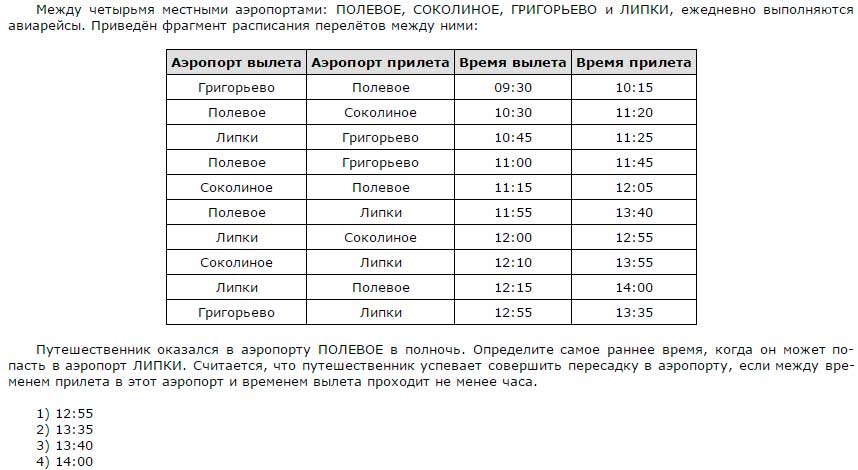 Между четырьмя местными аэропортами: ПОЛЕВОЕ, СОКОЛИНОЕ, ГРИГОРЬЕВО и ЛИПКИ, ежедневно выполняются
авиарейсы. Приведён фрагмент расписания перелётов между ними:
Аэропорт вылета Аэропорт прилета Время вылета Время прилета
Григорьево Полевое 09:30 10:15
Полевое Соколиное 10:30 11:20
Липки Григорьево 10:45 11:25
Полевое Григорьево 11:00 11:45
Соколиное Полевое 11:15 12:05
Полевое Липки 11:55 13:40
Липки Соколиное 12:00 12:55
Соколиное Липки 12:10 13:55
Липки Полевое 12:15 14:00
Григорьево Липки 12:55 13:35
Путешественник оказался в аэропорту ПОЛЕВОЕ в полночь. Определите самое раннее время, когда он может по-
пасть в аэропорт ЛИПКИ. Считается, что путешественник успевает совершить пересадку в аэропорту, если между вре-
менем прилета в этот аэропорт и временем вылета проходит не менее часа.
1) 12:55
2) 13:35
3) 13:40
4) 14:00